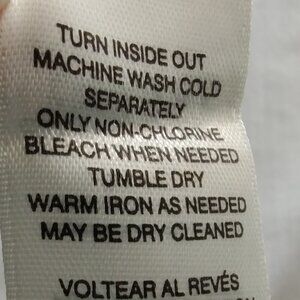 TURN INSIDE OUT
MACHINE WASH COLD
SEPARATELY
ONLY NON-CHLORINE
BLEACH WHEN NEEDED
TUMBLE DRY
WARM IRON AS NEEDED
MAY BE DRY CLEANED
VOLTEAR AL REVÉS